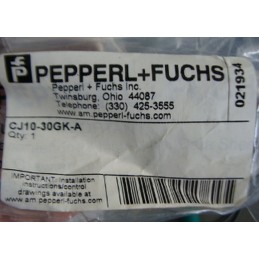 PEPPERL+FUCHS
Pepperl + Fuchs Inc.
Twinsburg, Ohio 44087
Telephone: (330) 425-3555
www.am.pepperl-fuchs.com
021934
CJ10-30GK-A
Qty. 1
IMPORTANT: Installation
instructions/control
drawings available at
www.am.pepperl-fuchs.com